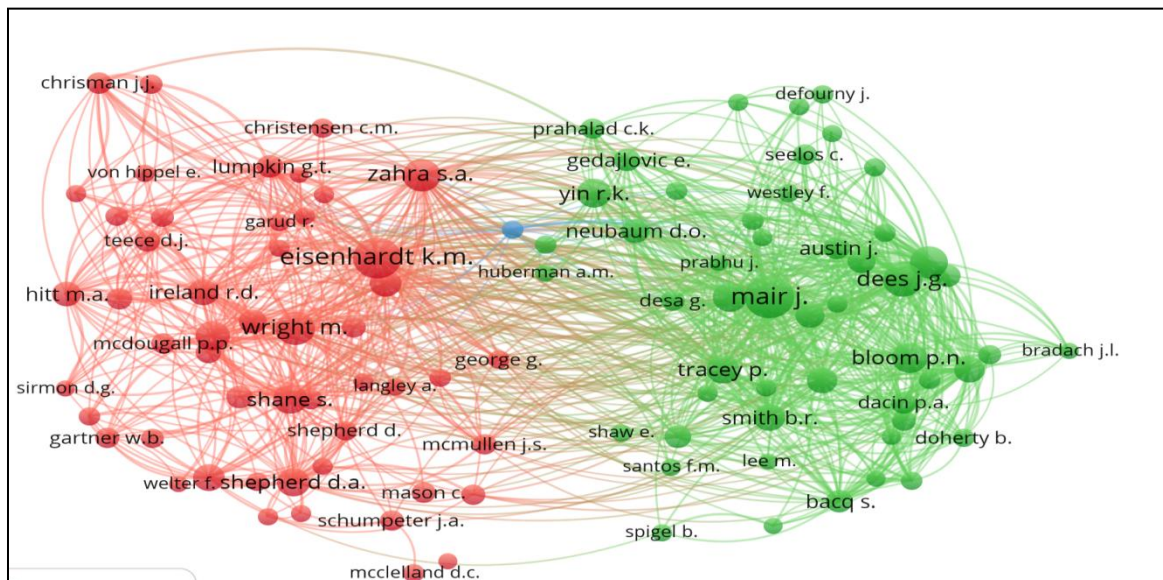 chrisman j.j.
defourny j.
christensen c.m.
prahalad c.k.
lumpkin g.t.
gedajlovic e.
seelos c.
von hippel e.
zahra s.a.
yin r.k.
westley f.
garud r.
teece d.j.
neubaum d.o.
austin j.
eisenhardt k.m.
huberman a.m.
prabhu j.
dees j.g.
hitt m.a.
ireland r.d.
desa g.
mair j.
wright m.
mcdougall p.p.
george g.
bloom p.n.
bradach j.l.
sirmon d.g.
langley a.
tracey p.
shane s.
dacin p.a.
smith b.r.
gartner w.b.
shepherd d.
mcmullen j.s.
shaw e.
doherty b.
santos f.m.
lee m.
welter f.
shepherd d.a.
mason c.
bacq s.
schumpeter j.a.
spigel b.
mcclelland d.c.